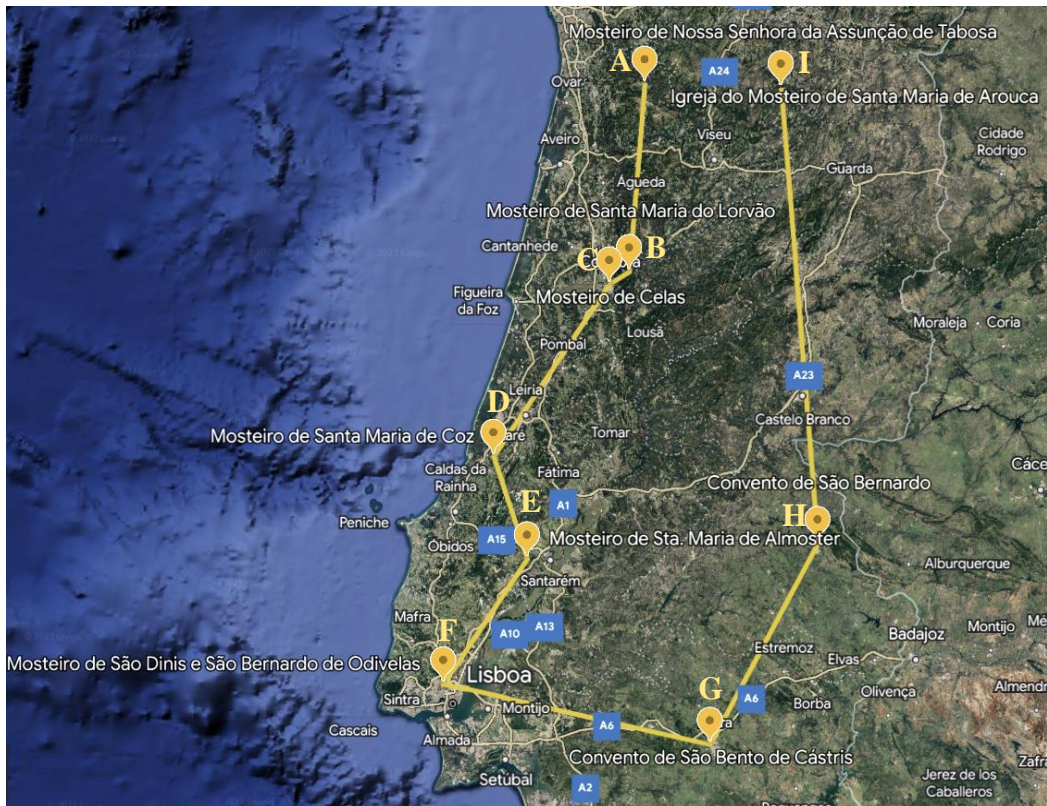 Mosteiro de Nossa Senhora da Assunção de Tabosa
A
A24
I
Ovar
Igreja do Mosteiro de Santa Maria de Arouca
Viseu
Cidade
Rodrigo
Aveiro
Guarda
Águeda
Mosteiro de Santa Maria do Lorvão
Cantanhede
C
B
Mosteiro de Celas
Figueira
da Foz
Lousã
Moraleja
Coria
Pombal
A23
Leiria
D
Castelo Branco
Mosteiro de Santa Maria de Coz
Tomar
Caldas da
Rainha
Fátima
Convento de São Bernardo
Peniche
E
A1
H
A15
Óbidos
Mosteiro de Sta. Maria de Almoster
Santarém
Alburquerque
Mafra
A10
A13
F
Badajoz
Montijo
Estremoz
Mosteiro de São Dinis e São Bernardo de Odivelas
Lisboa
Elvas
Sintra
Montijo
G
A6
Borba
Olivença
Cascais
A6
Almada
Convento de São Bento de Cástris
Setúbal
A2
Jerez de los
Caballeros